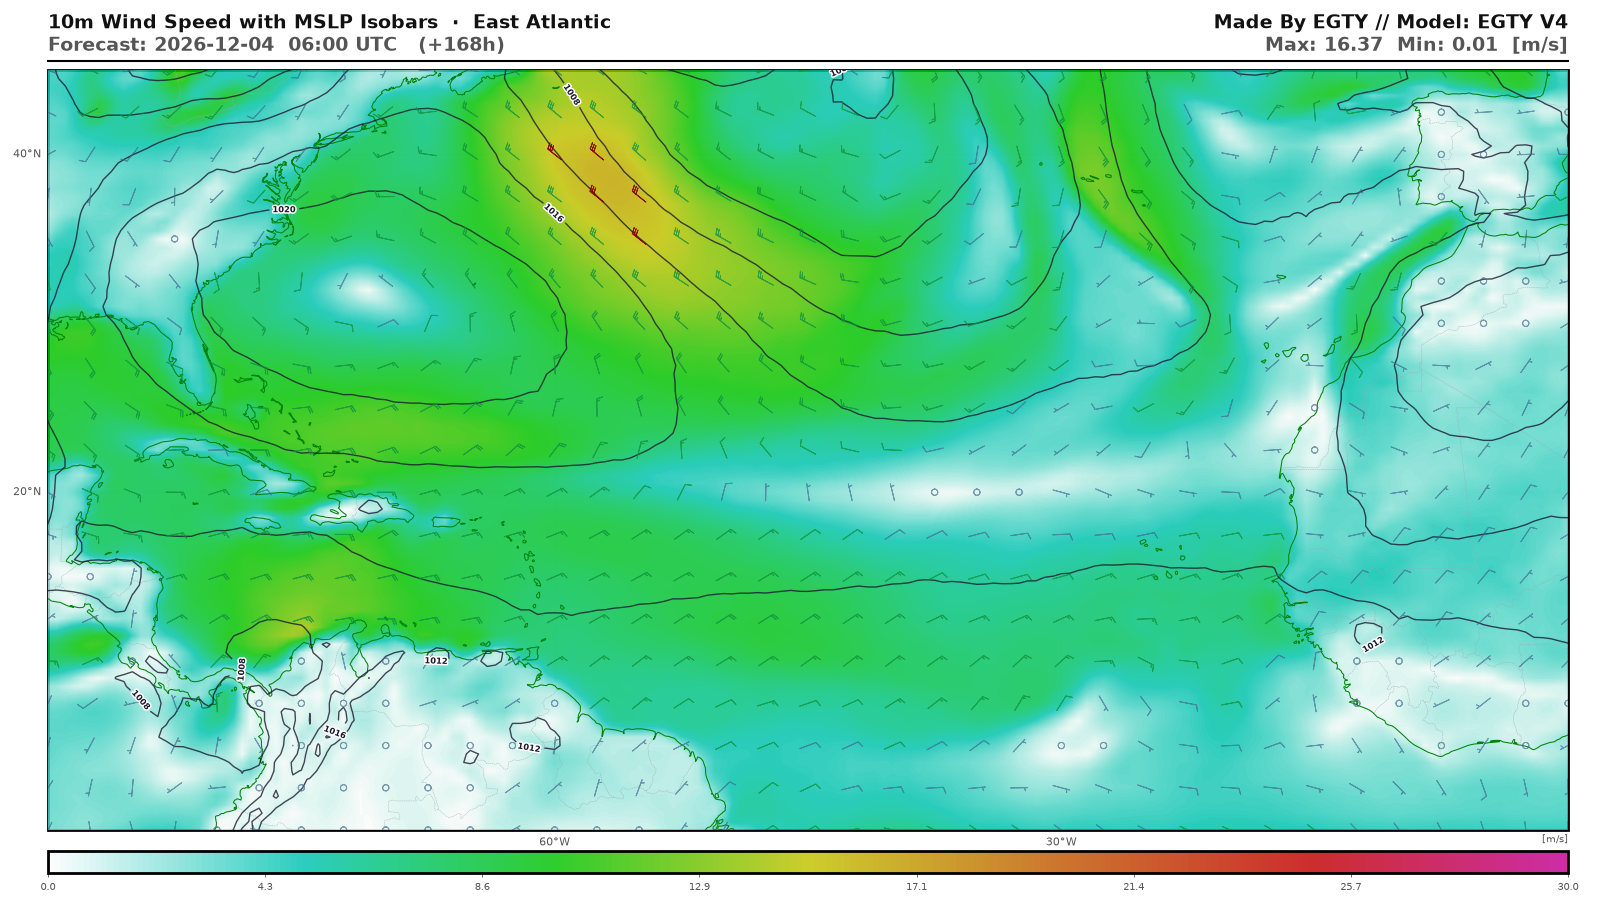 10m Wind Speed with MSLP Isobars · East Atlantic
Made By EGTY // Model: EGTY V4
Forecast: 2026-12-04 06:00 UTC (+168h)
Max: 16.37 Min: 0.01 [m/s]
1008
40°N
1020
1016
20°N
1012
1008
1012
1008
1016
1012
60°W
30°W
[m/s]
0.0
4.3
8.6
12.9
17.1
21.4
25.7
30.0